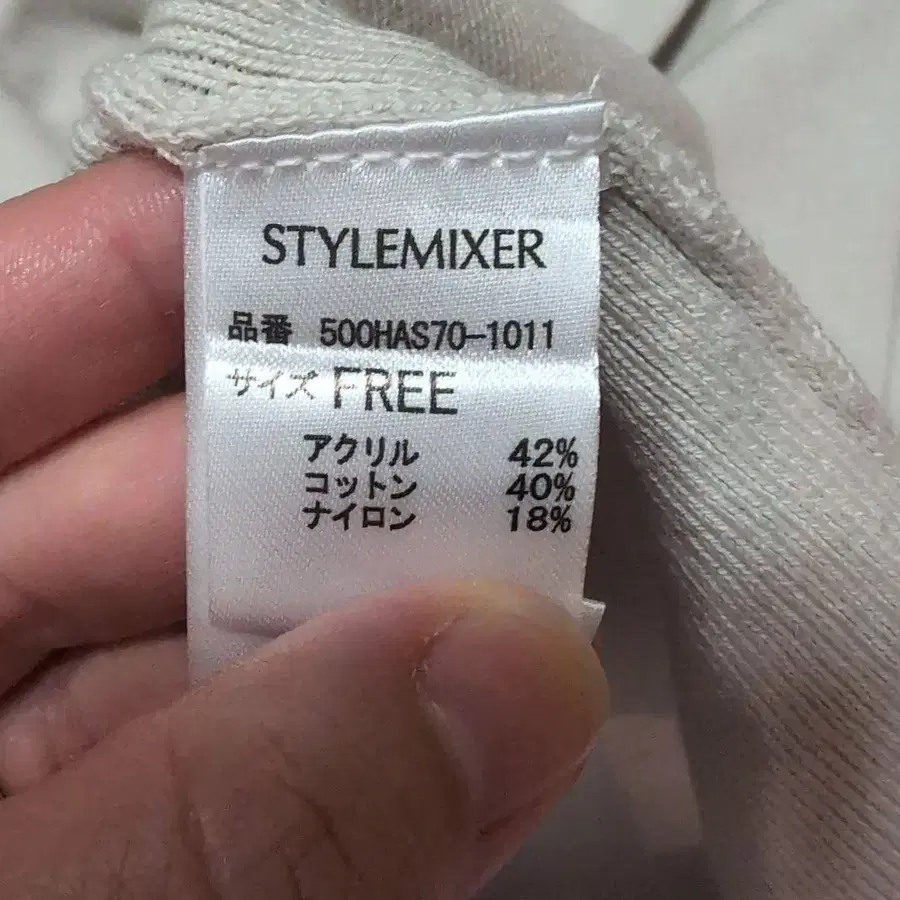 STYLEMIXER
品番 500HAS70-1011
サイズ FREE
アクリル 42%
コットン 40%
ナイロン 18%